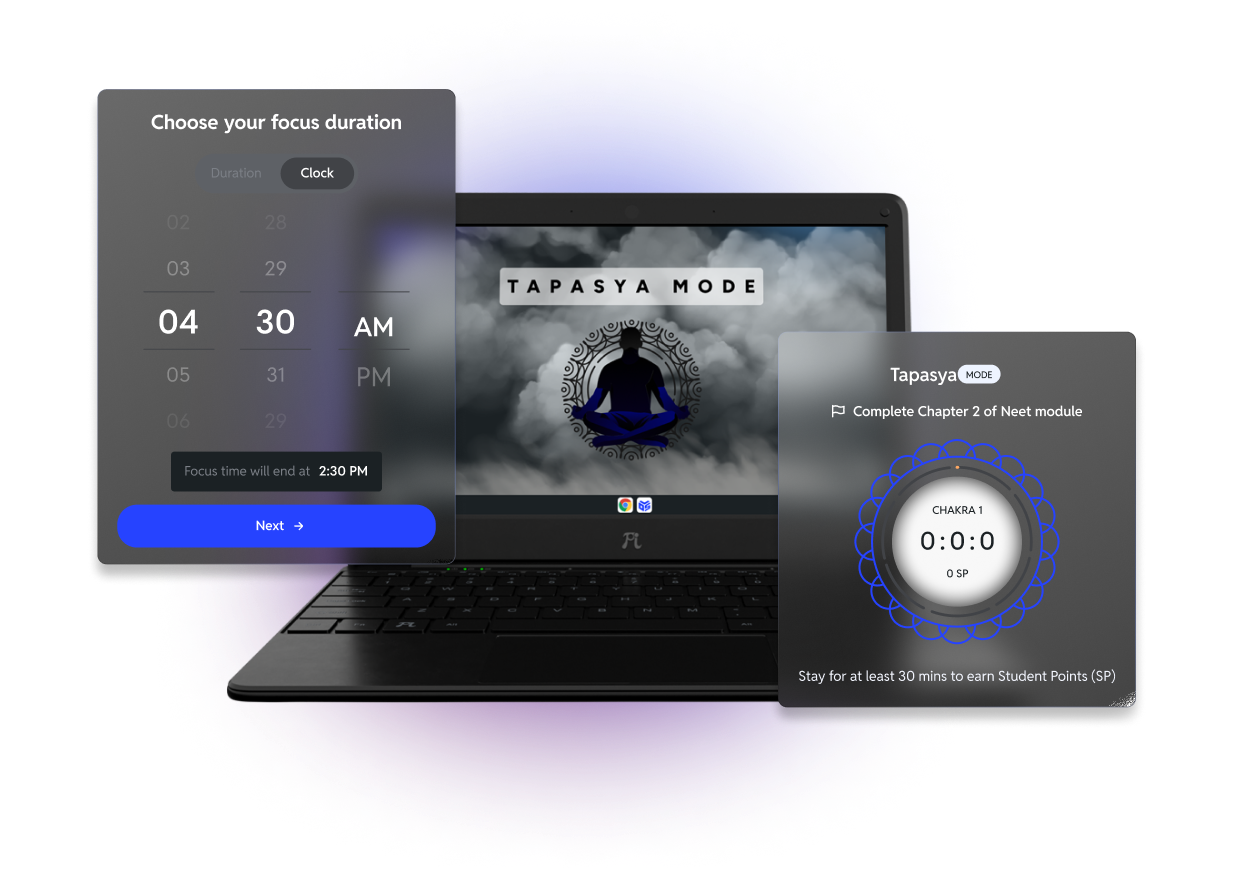 Choose your focus duration
Duration Clock
02 28
03 29
04 30 AM
05 31 PM
06 29
Focus time will end at 2:30 PM
Next →
TAPASYA MODE
Tapasya MODE
Complete Chapter 2 of Neet module
CHAKRA 1
0:0:0
0 SP
Stay for at least 30 mins to earn Student Points (SP)